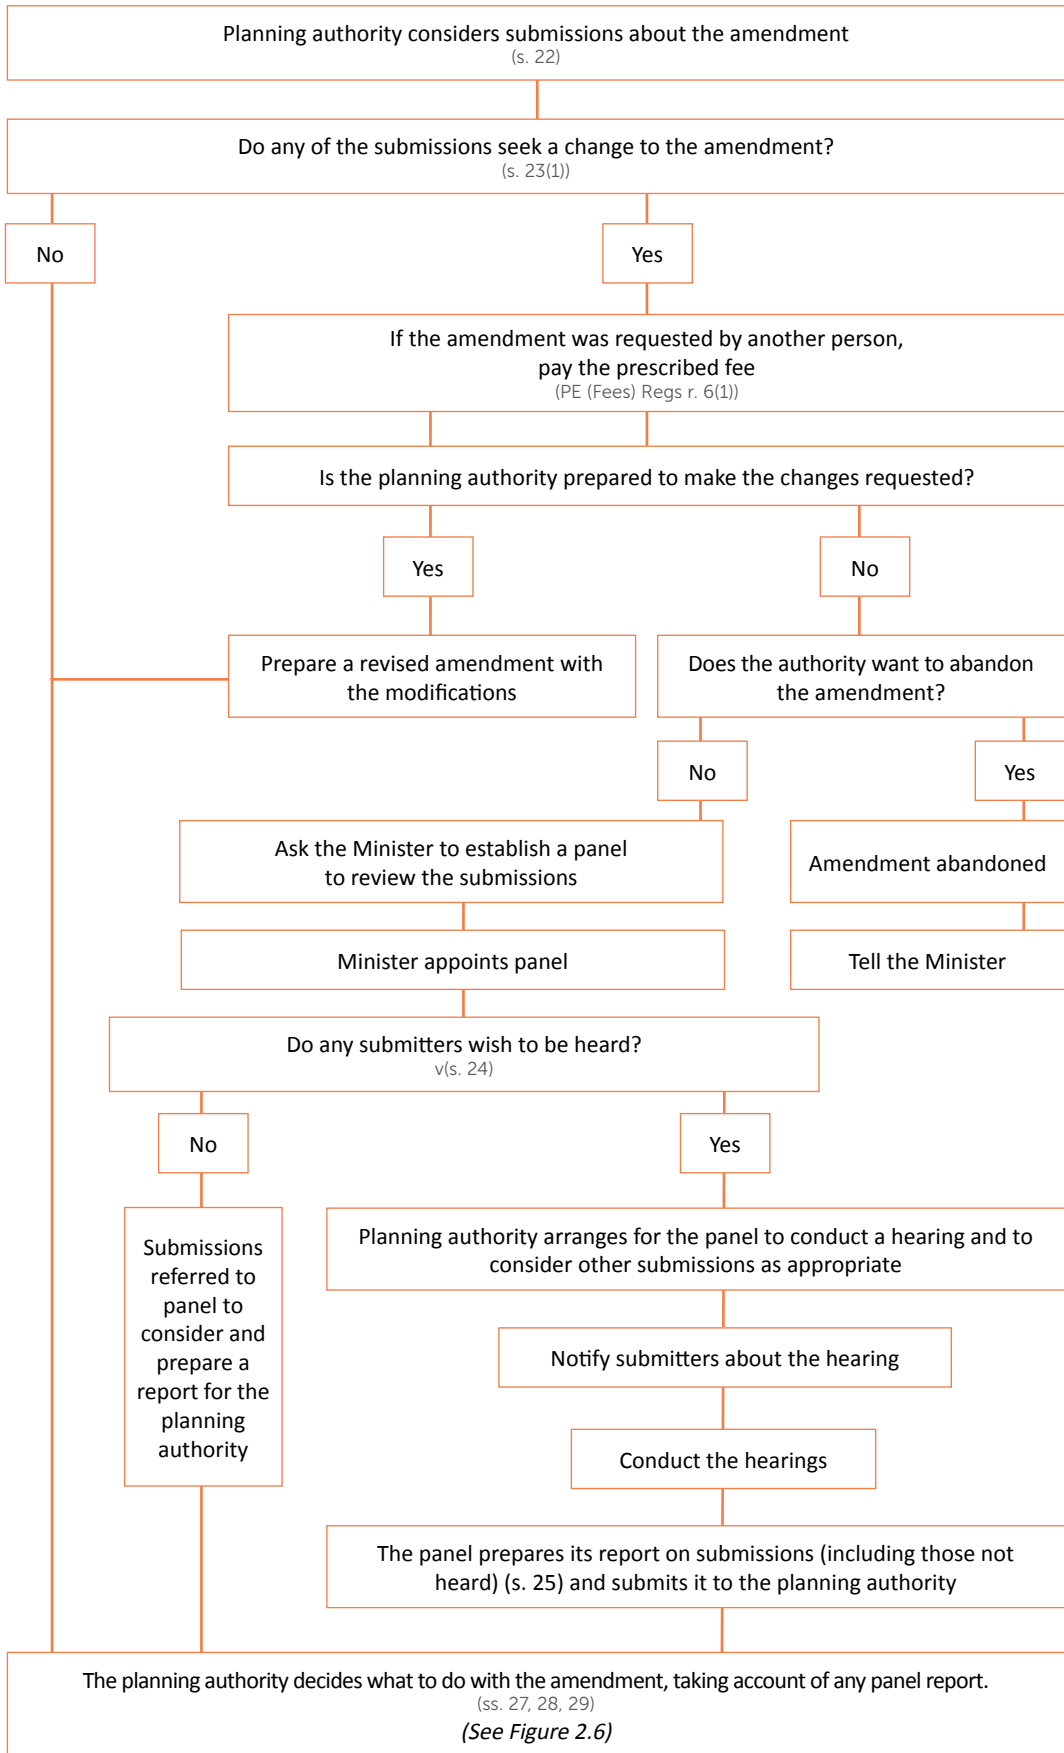 Planning authority considers submissions about the amendment
(s. 22)
Do any of the submissions seek a change to the amendment?
(s. 23(1))
No
Yes
If the amendment was requested by another person,
pay the prescribed fee
(PE (Fees) Regs r. 6(1))
Is the planning authority prepared to make the changes requested?
Yes
No
Prepare a revised amendment with
the modifications
Does the authority want to abandon
the amendment?
No
Yes
Ask the Minister to establish a panel
to review the submissions
Amendment abandoned
Minister appoints panel
Tell the Minister
Do any submitters wish to be heard?
v(s. 24)
No
Yes
Submissions
referred to
panel to
consider and
prepare a
report for the
planning
authority
Planning authority arranges for the panel to conduct a hearing and to
consider other submissions as appropriate
Notify submitters about the hearing
Conduct the hearings
The panel prepares its report on submissions (including those not
heard) (s. 25) and submits it to the planning authority
The planning authority decides what to do with the amendment, taking account of any panel report.
(ss. 27, 28, 29)
(See Figure 2.6)